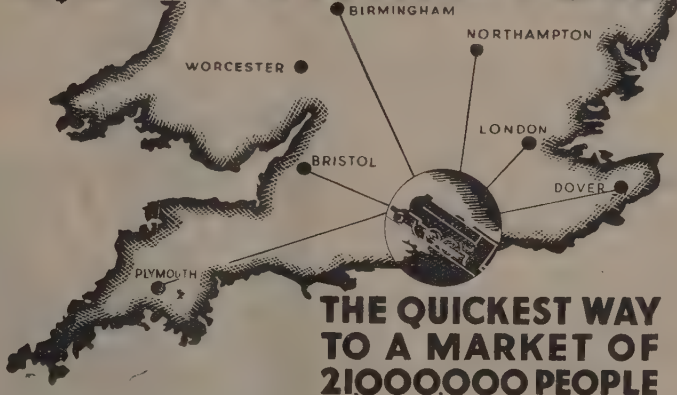 BIRMINGHAM
NORTHAMPTON
WORCESTER
LONDON
BRISTOL
DOVER
PLYMOUTH
THE QUICKEST WAY
TO A MARKET OF
21,000,000 PEOPLE